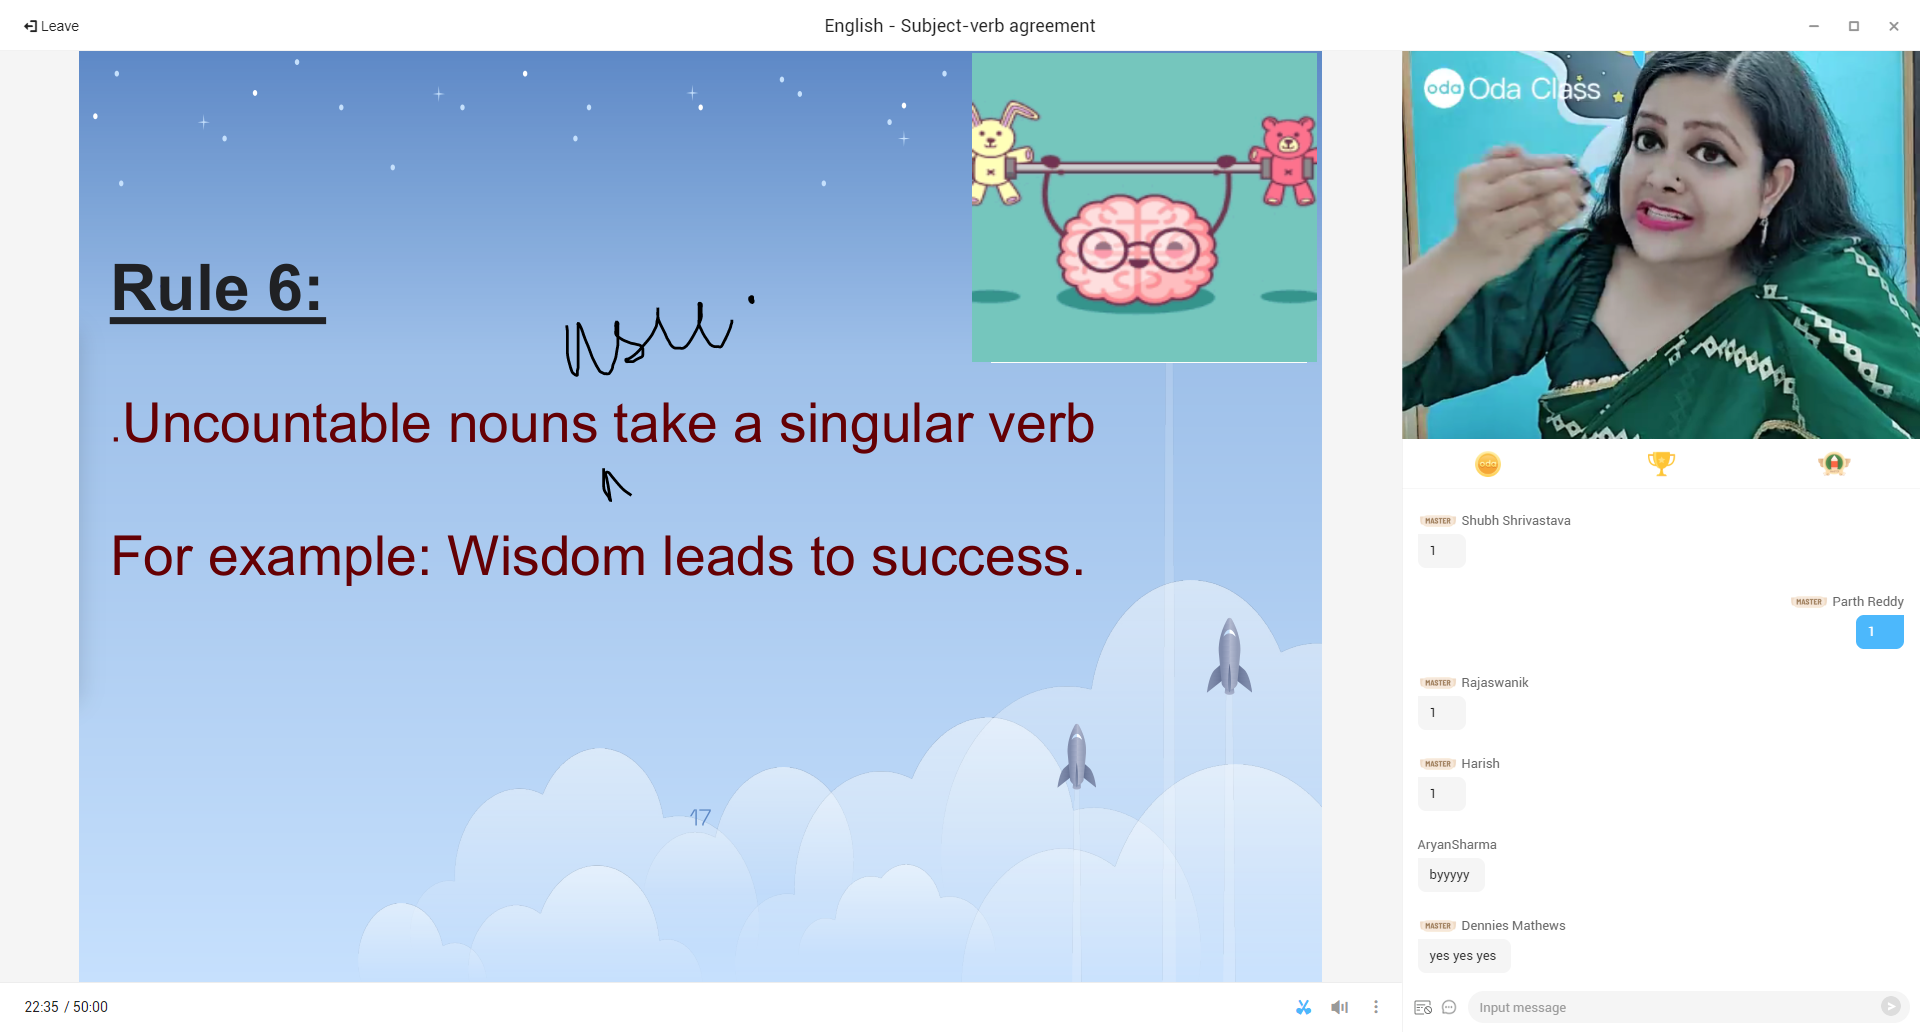 Leave
English - Subject-verb agreement
Rule 6:
.Uncountable nouns take a singular verb
For example: Wisdom leads to success.
17
22:35 / 50:00
oda Oda Class
oda
MASTER Shubh Shrivastava
1
MASTER Parth Reddy
1
MASTER Rajaswanik
1
MASTER Harish
1
AryanSharma
byyyyy
MASTER Dennies Mathews
yes yes yes
Input message